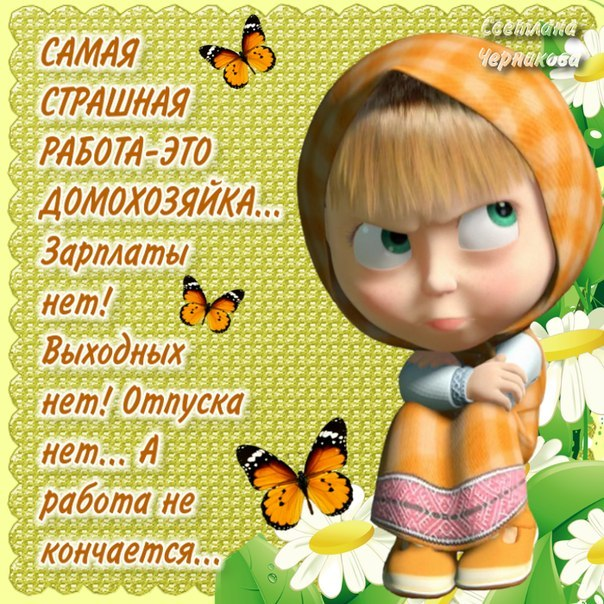 Светлана
Чернакова
САМАЯ
СТРАШНАЯ
РАБОТА-ЭТО
ДОМОХОЗЯЙКА...
Зарплаты
нет!
Выходных
нет! Отпуска
нет... А
работа не
кончается...